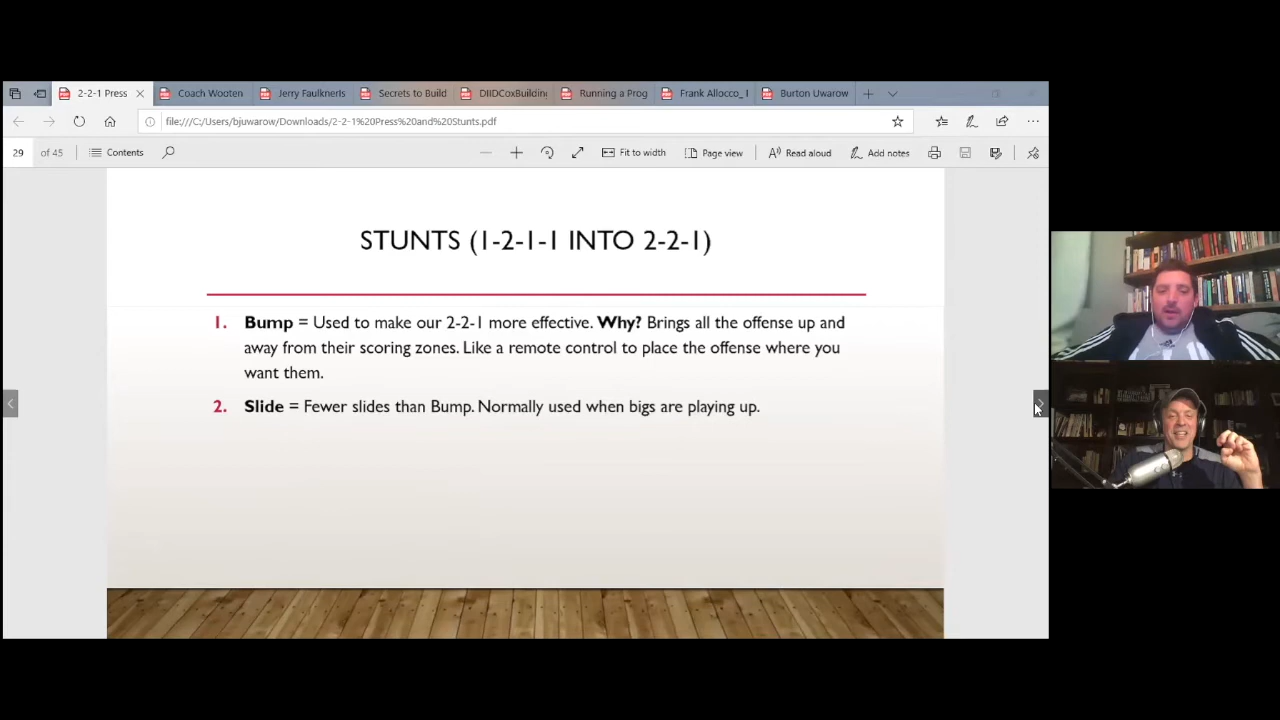 2-2-1 Press
Coach Wooten
Jerry Faulkneris
Secrets to Build
DIIDCoxBuilding
Running a Prog
Frank Allocco_
Burton Uwarow
file:///C:/Users/bjuwarow/Downloads/2-2-1%20Press%20and%20Stunts.pdf
29 of 45
Contents
Fit to width
Page view
Read aloud
Add notes
STUNTS (1-2-1-1 INTO 2-2-1)
1. Bump = Used to make our 2-2-1 more effective. Why? Brings all the offense up and
away from their scoring zones. Like a remote control to place the offense where you
want them.
2. Slide = Fewer slides than Bump. Normally used when bigs are playing up.